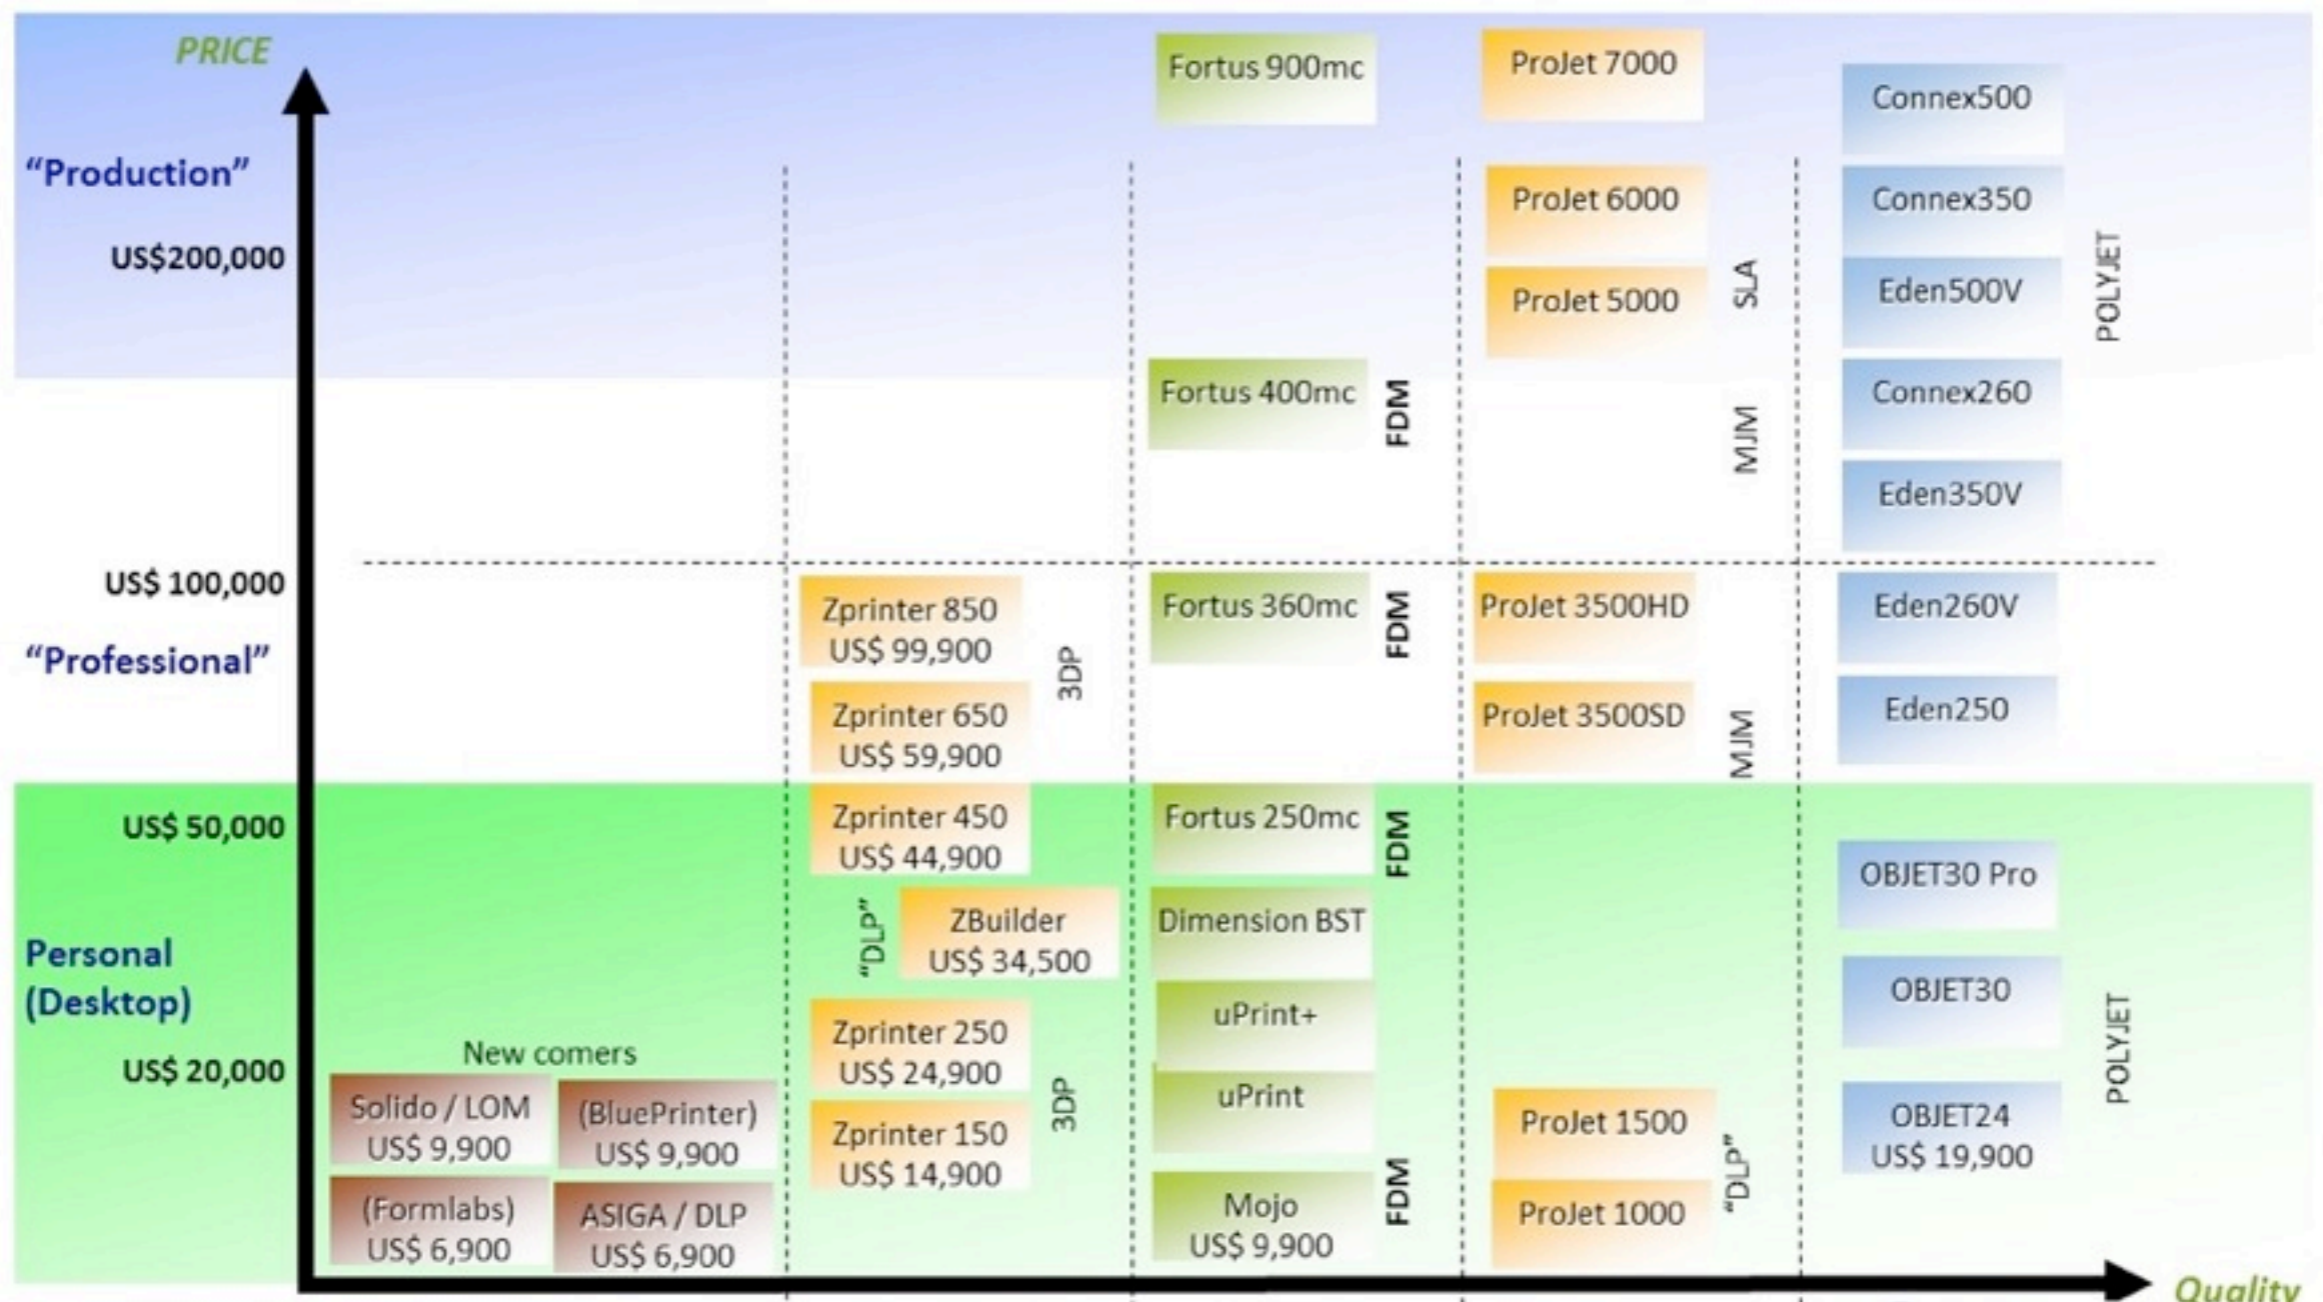 PRICE
“Production”
US$200,000
US$ 100,000
“Professional”
US$ 50,000
Personal
(Desktop)
US$ 20,000
New comers
Solido / LOM
US$ 9,900
(BluePrinter)
US$ 9,900
(Formlabs)
US$ 6,900
ASIGA / DLP
US$ 6,900
Zprinter 850
US$ 99,900
Zprinter 650
US$ 59,900
3DP
Zprinter 450
US$ 44,900
“DLP”
ZBuilder
US$ 34,500
Zprinter 250
US$ 24,900
Zprinter 150
US$ 14,900
3DP
Fortus 900mc
Fortus 400mc
FDM
Fortus 360mc
FDM
Fortus 250mc
FDM
Dimension BST
uPrint+
uPrint
Mojo
US$ 9,900
FDM
ProJet 7000
ProJet 6000
ProJet 5000
SLA
MJM
ProJet 3500HD
ProJet 3500SD
MJM
ProJet 1500
ProJet 1000
“DLP”
Connex500
Connex350
Eden500V
POLYJET
Connex260
Eden350V
Eden260V
Eden250
OBJET30 Pro
OBJET30
OBJET24
US$ 19,900
POLYJET
Quality